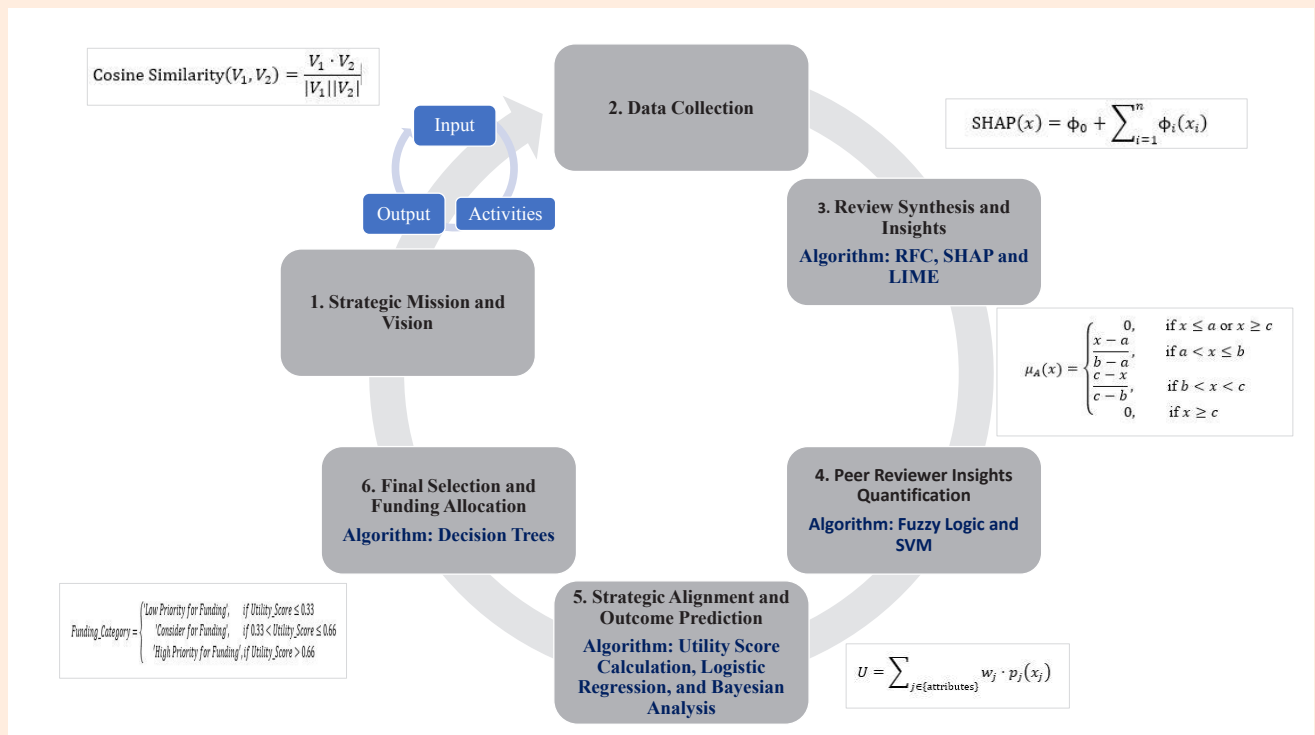 Cosine Similarity(V₁, V₂) = V₁ · V₂ / |V₁||V₂|
Input
Output
Activities
1. Strategic Mission and
Vision
2. Data Collection
SHAP(x) = ϕ₀ + ∑ⁿᵢ₌₁ ϕᵢ(xᵢ)
3. Review Synthesis and
Insights
Algorithm: RFC, SHAP and
LIME
μ_A(x) = {
0, if x ≤ a or x ≥ c
x − a / b − a, if a < x ≤ b
c − x / c − b, if b < x < c
0, if x ≥ c
4. Peer Reviewer Insights
Quantification
Algorithm: Fuzzy Logic and
SVM
5. Strategic Alignment and
Outcome Prediction
Algorithm: Utility Score
Calculation, Logistic
Regression, and Bayesian
Analysis
U = ∑ j∈{attributes} wⱼ · pⱼ(xⱼ)
6. Final Selection and
Funding Allocation
Algorithm: Decision Trees
Funding_Category = {
'Low Priority for Funding', if Utility_Score ≤ 0.33
'Consider for Funding', if 0.33 < Utility_Score ≤ 0.66
'High Priority for Funding', if Utility_Score > 0.66